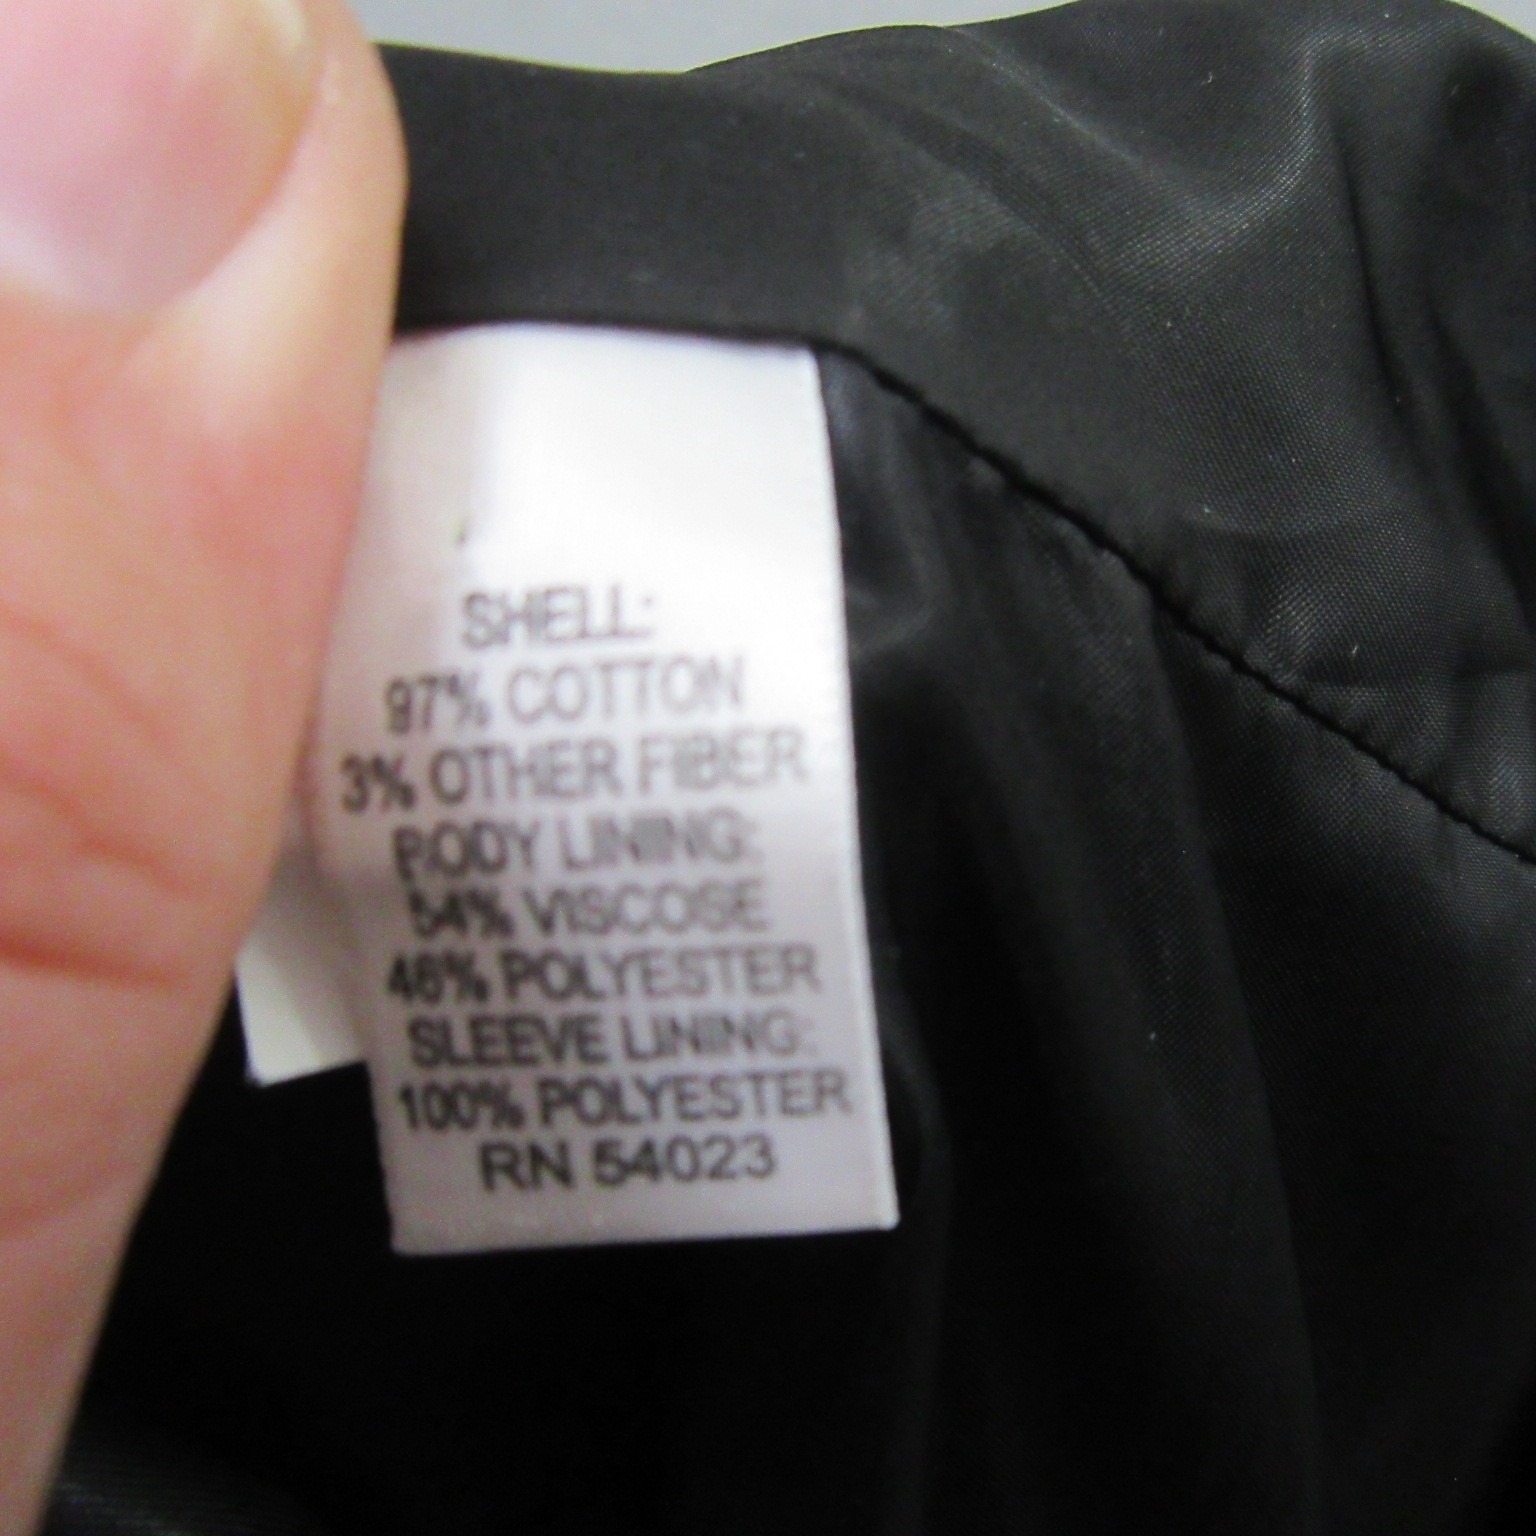 SHELL:
97% COTTON
3% OTHER FIBER
BODY LINING:
54% VISCOSE
46% POLYESTER
SLEEVE LINING:
100% POLYESTER
RN 54023